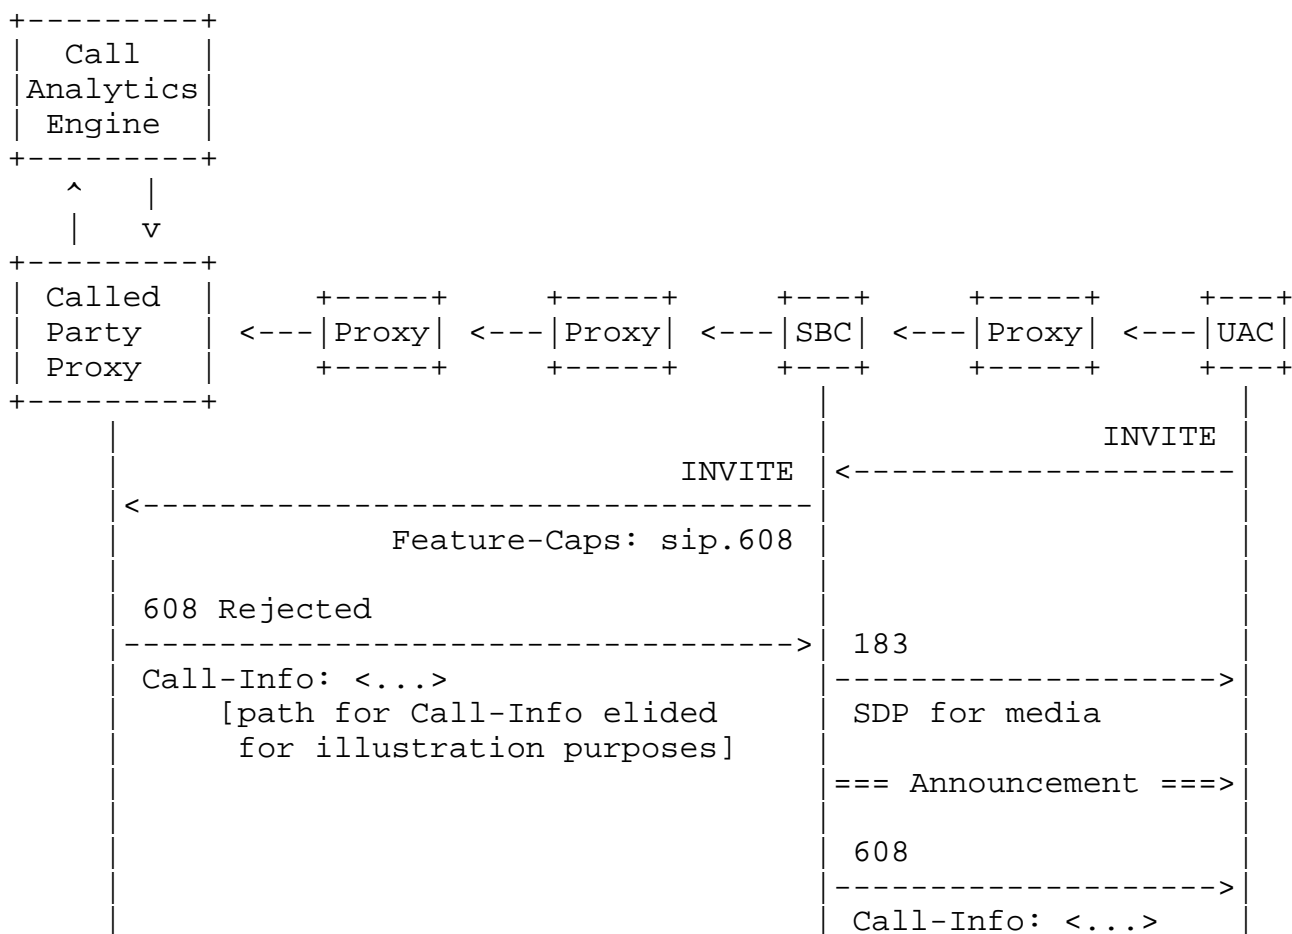 Call
Analytics
Engine
v
Called
Party
Proxy
Proxy
Proxy
SBC
Proxy
UAC
INVITE
INVITE
Feature-Caps: sip.608
608 Rejected
183
Call-Info: <...>
[path for Call-Info elided
SDP for media
for illustration purposes]
=== Announcement ===>
608
Call-Info: <...>